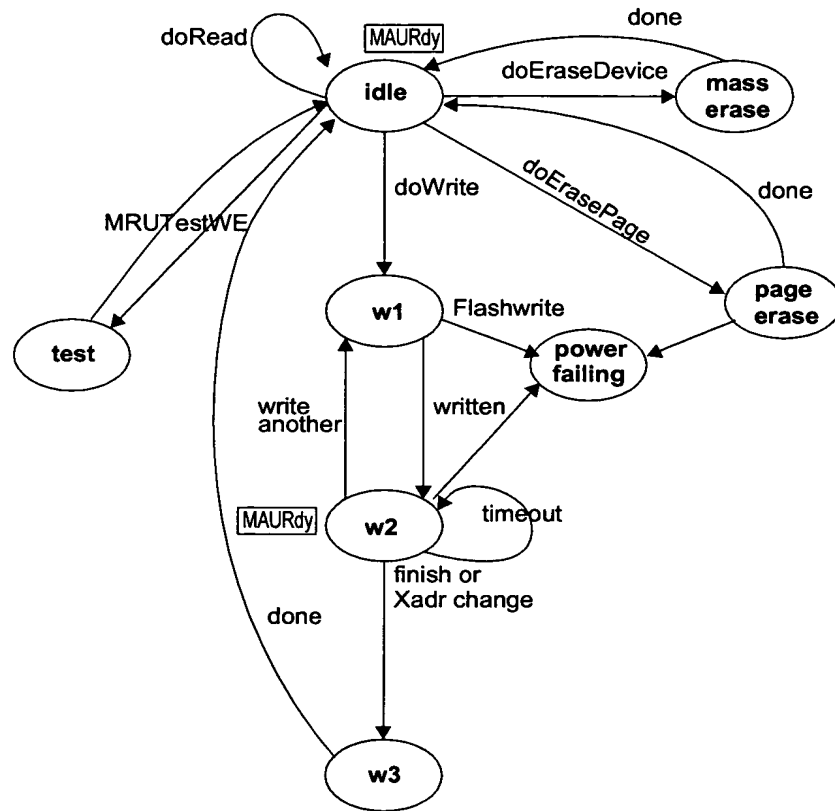 done
doRead
MAURdy
doEraseDevice
idle
mass
erase
doWrite
doErasePage
done
MRUTestWE
w1
Flashwrite
page
erase
test
power
failing
write
another
written
MAURdy
w2
timeout
finish or
Xadr change
done
w3